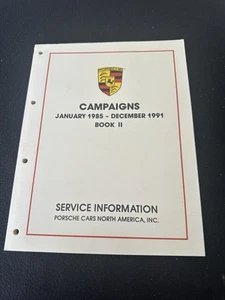 CAMPAIGNS
JANUARY 1985 - DECEMBER 1991
BOOK II
SERVICE INFORMATION
PORSCHE CARS NORTH AMERICA, INC.